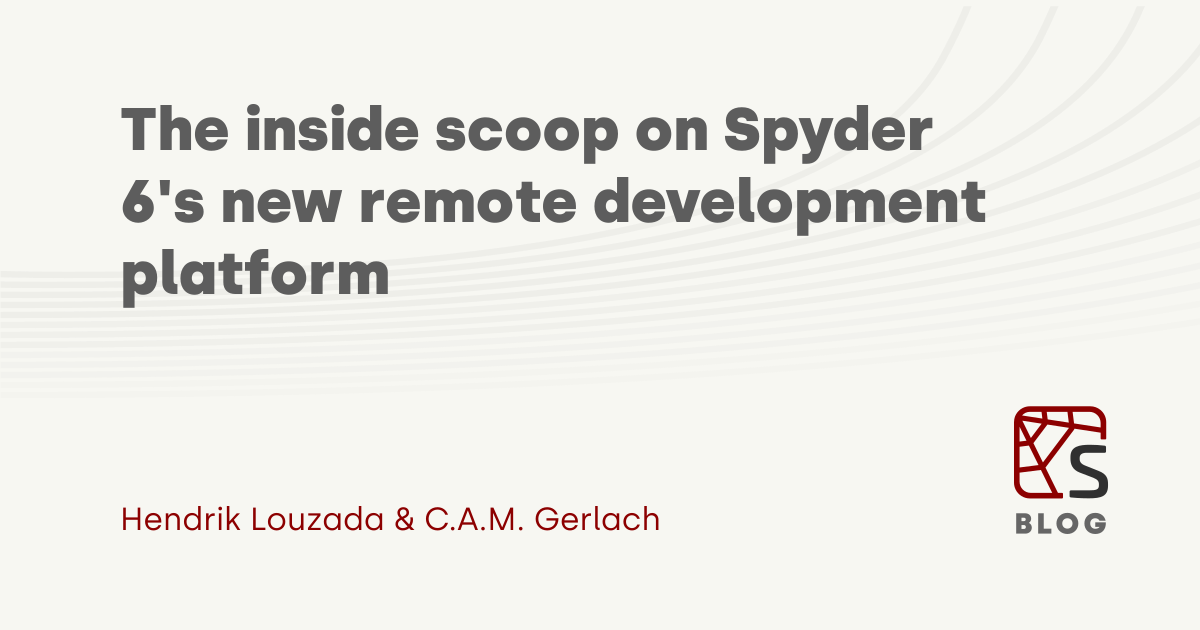 The inside scoop on Spyder
6's new remote development
platform
Hendrik Louzada & C.A.M. Gerlach
S
BLOG